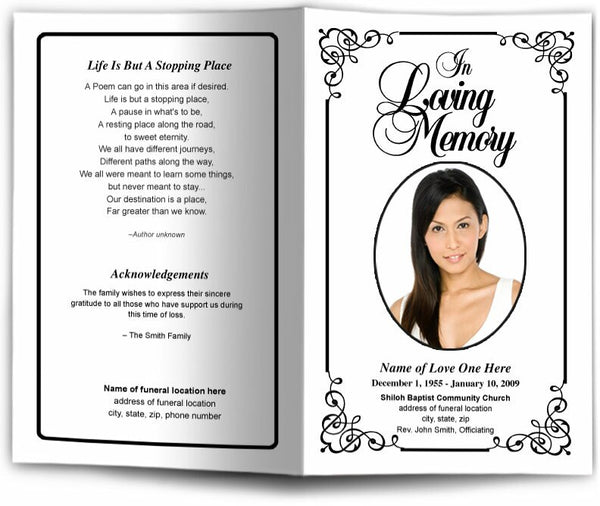 Life Is But A Stopping Place
A Poem can go in this area if desired.
Life is but a stopping place,
A pause in what's to be,
A resting place along the road,
to sweet eternity.
We all have different journeys,
Different paths along the way,
We all were meant to learn some things,
but never meant to stay...
Our destination is a place,
Far greater than we know.
–Author unknown
Acknowledgements
The family wishes to express their sincere
gratitude to all those who have support us during
this time of loss.
– The Smith Family
Name of funeral location here
address of funeral location
city, state, zip, phone number
In
Loving
Memory
Name of Love One Here
December 1, 1955 - January 10, 2009
Shiloh Baptist Community Church
address of funeral location
city, state, zip
Rev. John Smith, Officiating